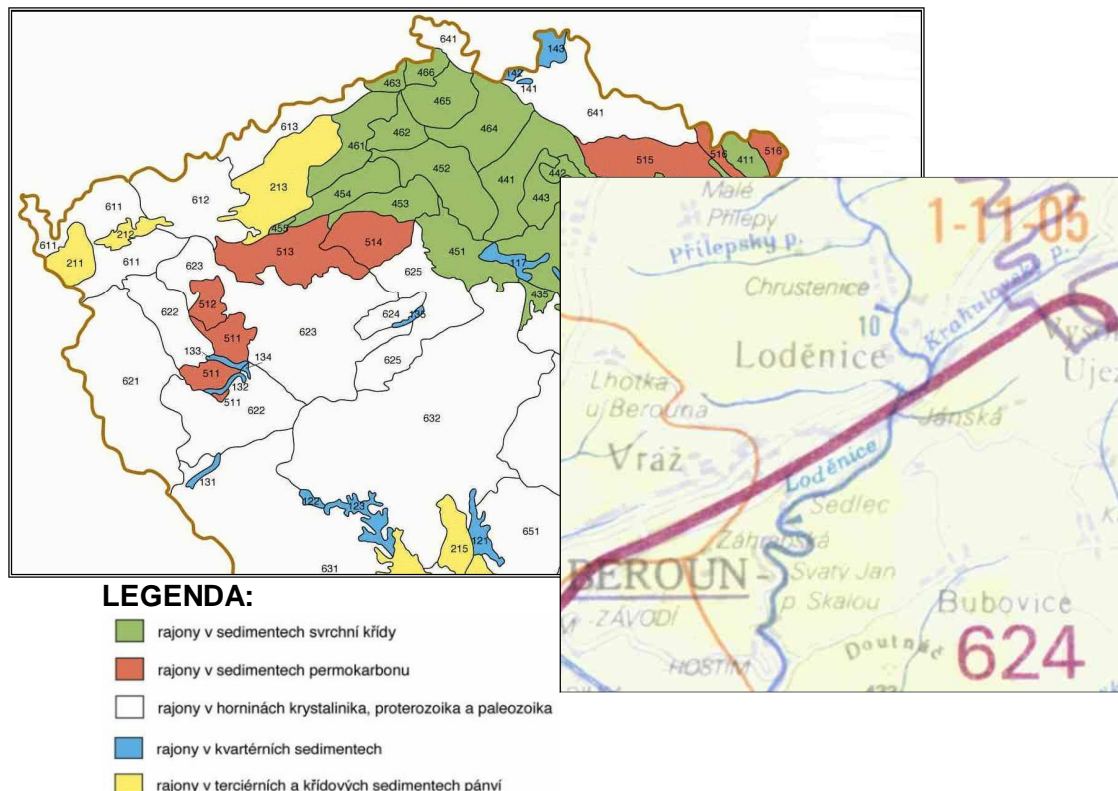 641
143
142
141
466
463
465
641
613
464
462
461
515
516
516
411
213
452
442
612
441
443
454
453
611
455
212
514
451
611
513
117
611
625
211
623
435
512
624
135
622
623
511
133
134
625
621
511
132
511
622
632
131
122
123
651
215
121
631
Malé
Přílepy
1-11-05
Přílepský p.
Chrustenice
Krahulovský p.
10
Loděnice
Lhotka
u Berouna
Jánská
Vráž
Loděnice
Sedlec
Záhrabská
BEROUN-
Svatý Jan
p. Skalou
ZÁVODÍ
Bubovice
Doutnáč
624
HOSTÍM
LEGENDA:
rajony v sedimentech svrchní křídy
rajony v sedimentech permokarbonu
rajony v horninách krystalinika, proterozoika a paleozoika
rajony v kvartérních sedimentech
rajony v terciérních a křídových sedimentech pánví